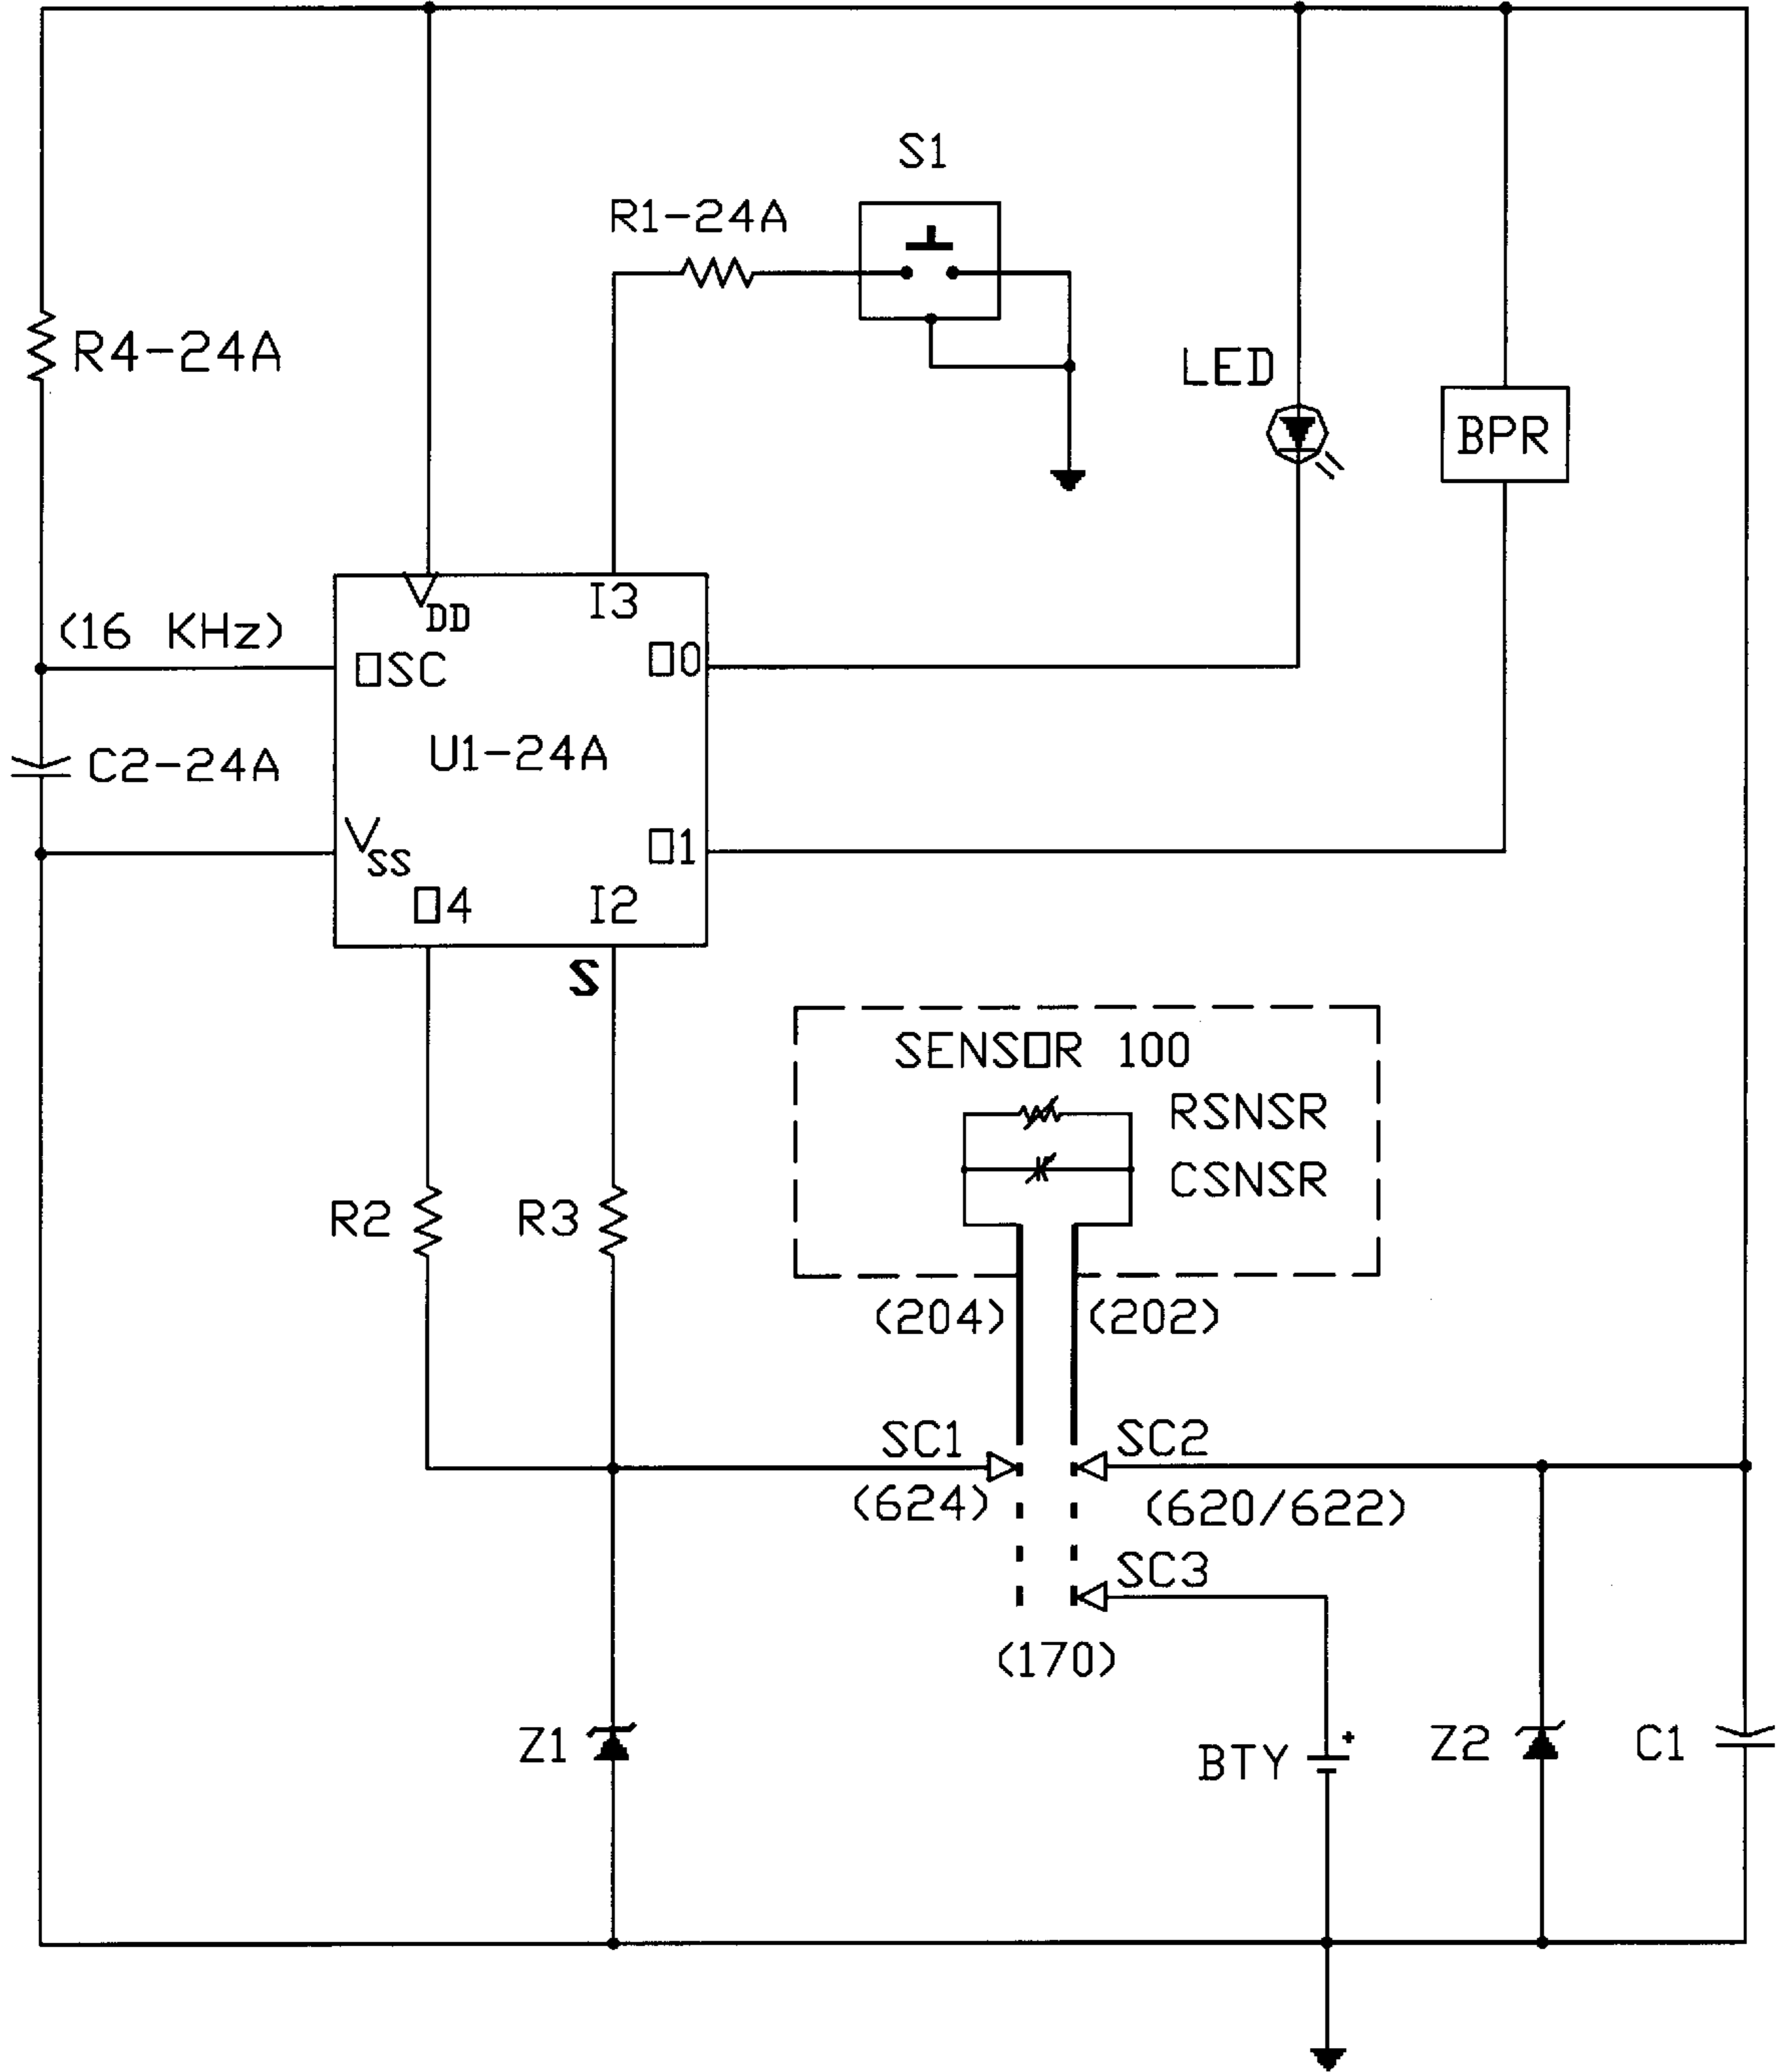 S1
R1-24A
R4-24A
LED
BPR
VDD
I3
(16 KHz)
OSC
O0
U1-24A
C2-24A
VSS
O1
O4
I2
S
SENSOR 100
RSNSR
CSNSR
R2
R3
(204)
(202)
SC1
SC2
(624)
(620/622)
SC3
(170)
Z1
BTY
+
Z2
C1